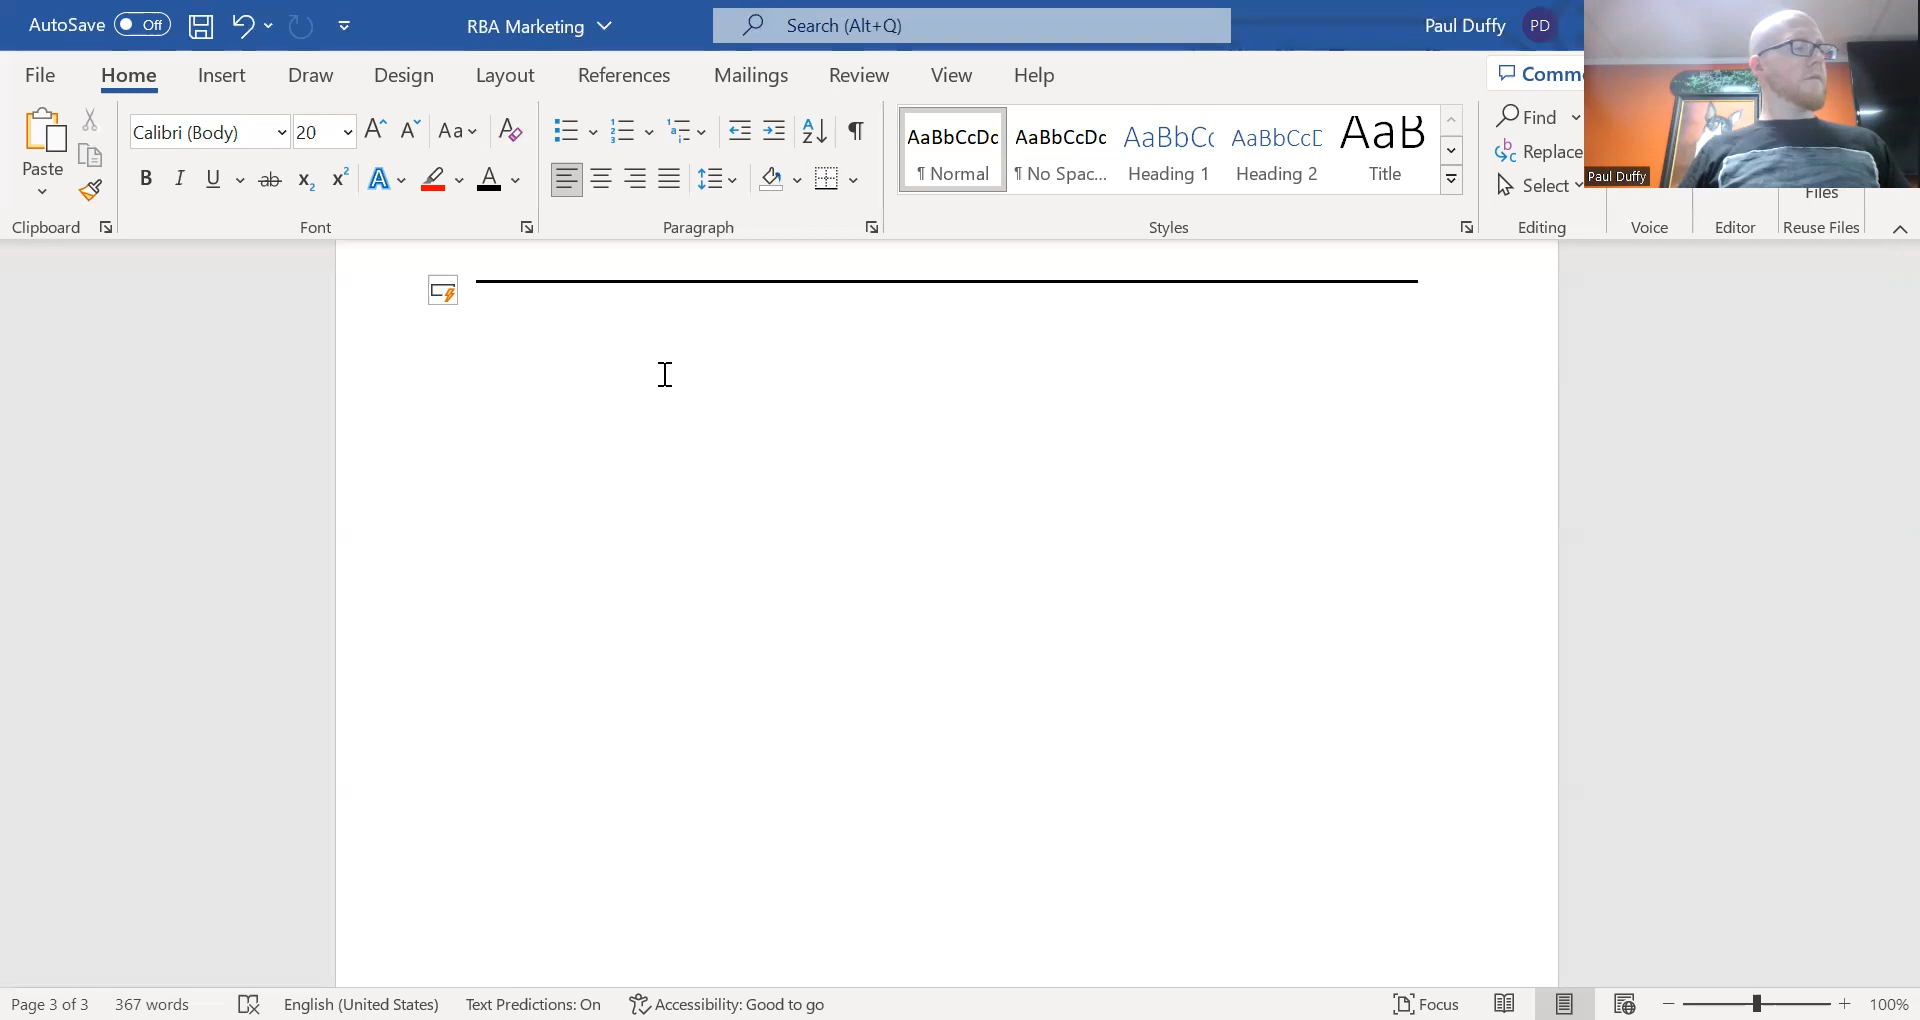 AutoSave Off RBA Marketing Search (Alt+Q) Paul Duffy PD
File Home Insert Draw Design Layout References Mailings Review View Help Comm
Calibri (Body) 20 Aa AaBbCcDc AaBbCcDc AaBbCc AaBbCcD AaB Find
Paste Normal No Spac... Heading 1 Heading 2 Title Replace
Select
Paul Duffy
Files
Clipboard Font Paragraph Styles Editing Voice Editor Reuse Files
Page 3 of 3 367 words English (United States) Text Predictions: On Accessibility: Good to go Focus 100%